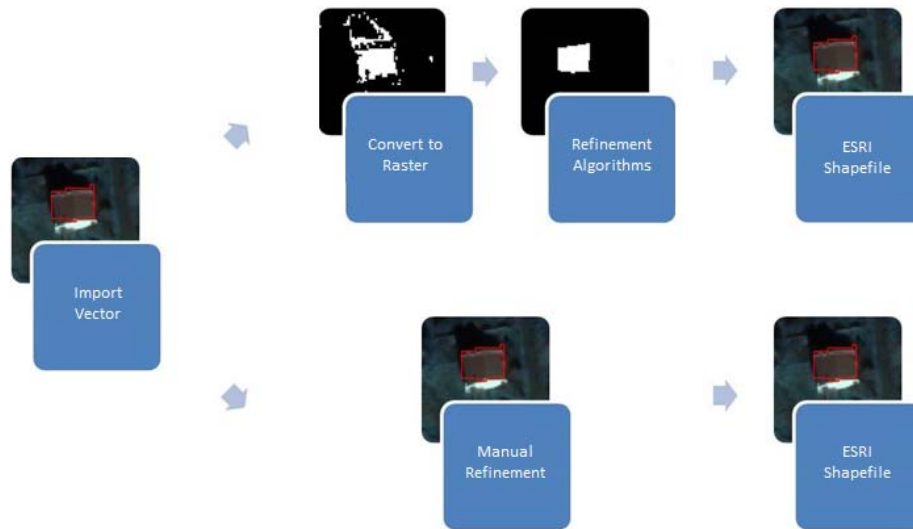 Convert to
Raster
Refinement
Algorithms
ESRI
Shapefile
Import
Vector
Manual
Refinement
ESRI
Shapefile